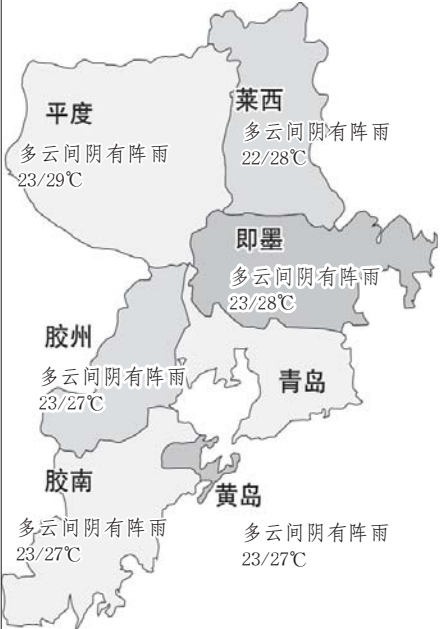 莱西
多云间阴有阵雨
22/28℃
平度
多云间阴有阵雨
23/29℃
即墨
多云间阴有阵雨
23/28℃
胶州
多云间阴有阵雨
23/27℃
青岛
胶南
多云间阴有阵雨
23/27℃
黄岛
多云间阴有阵雨
23/27℃